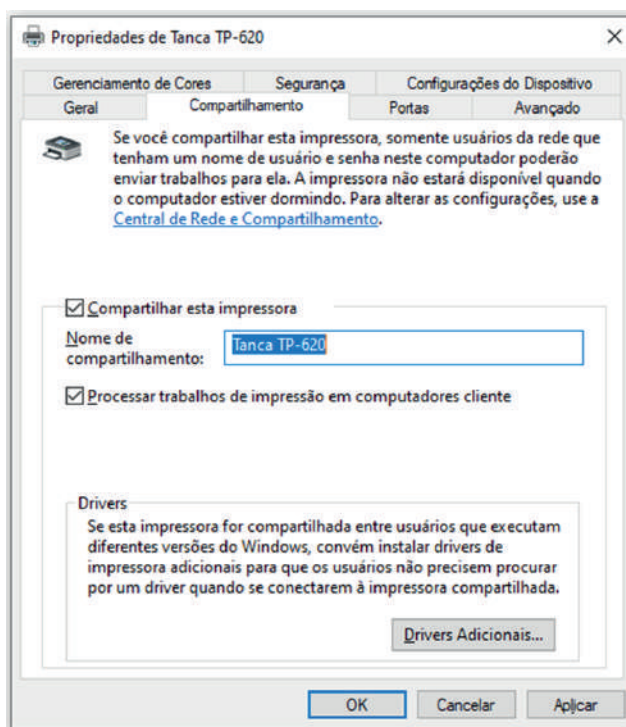 Propriedades de Tanca TP-620
Gerenciamento de Cores Segurança Configurações do Dispositivo
Geral Compartilhamento Portas Avançado
Se você compartilhar esta impressora, somente usuários da rede que
tenham um nome de usuário e senha neste computador poderão
enviar trabalhos para ela. A impressora não estará disponível quando
o computador estiver dormindo. Para alterar as configurações, use a
Central de Rede e Compartilhamento.
Compartilhar esta impressora
Nome de
compartilhamento:
Tanca TP-620
Processar trabalhos de impressão em computadores cliente
Drivers
Se esta impressora for compartilhada entre usuários que executam
diferentes versões do Windows, convém instalar drivers de
impressora adicionais para que os usuários não precisem procurar
por um driver quando se conectarem à impressora compartilhada.
Drivers Adicionais...
OK Cancelar Aplicar